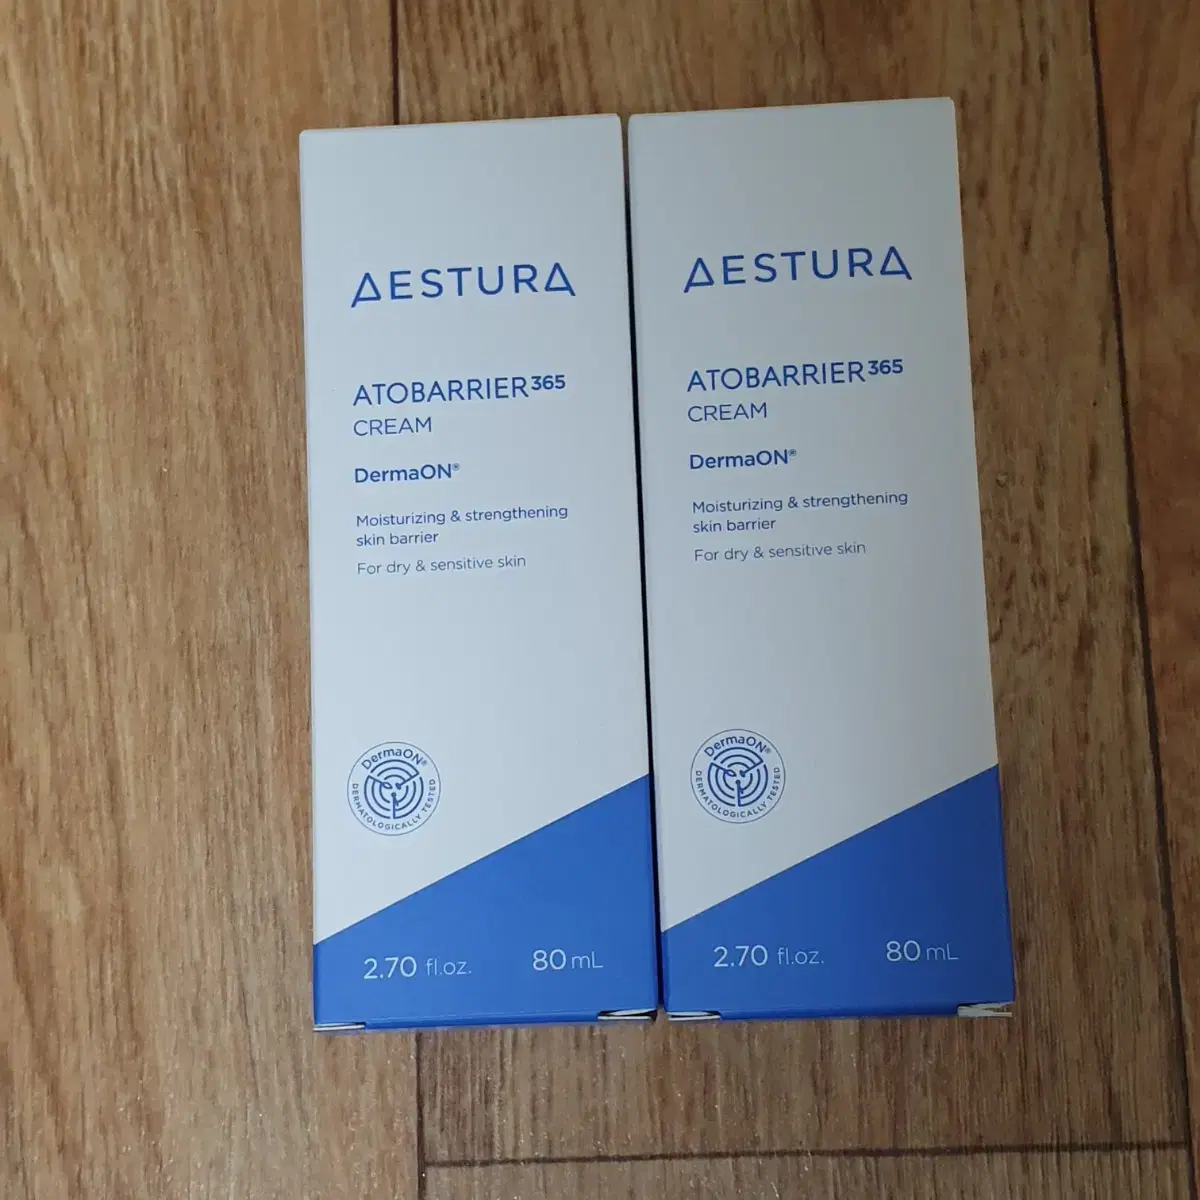 AESTURA
ATOBARRIER365
CREAM
DermaON®
Moisturizing & strengthening
skin barrier
For dry & sensitive skin
DermaON®
DERMATOLOGICALLY TESTED
2.70 fl.oz. 80 mL
AESTURA
ATOBARRIER365
CREAM
DermaON®
Moisturizing & strengthening
skin barrier
For dry & sensitive skin
DermaON®
DERMATOLOGICALLY TESTED
2.70 fl.oz. 80 mL